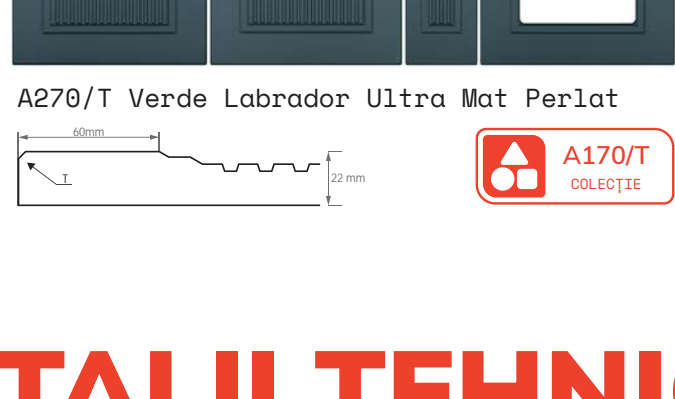 A270/T Verde Labrador Ultra Mat Perlat
60mm
T
22 mm
A170/T
COLECȚIE